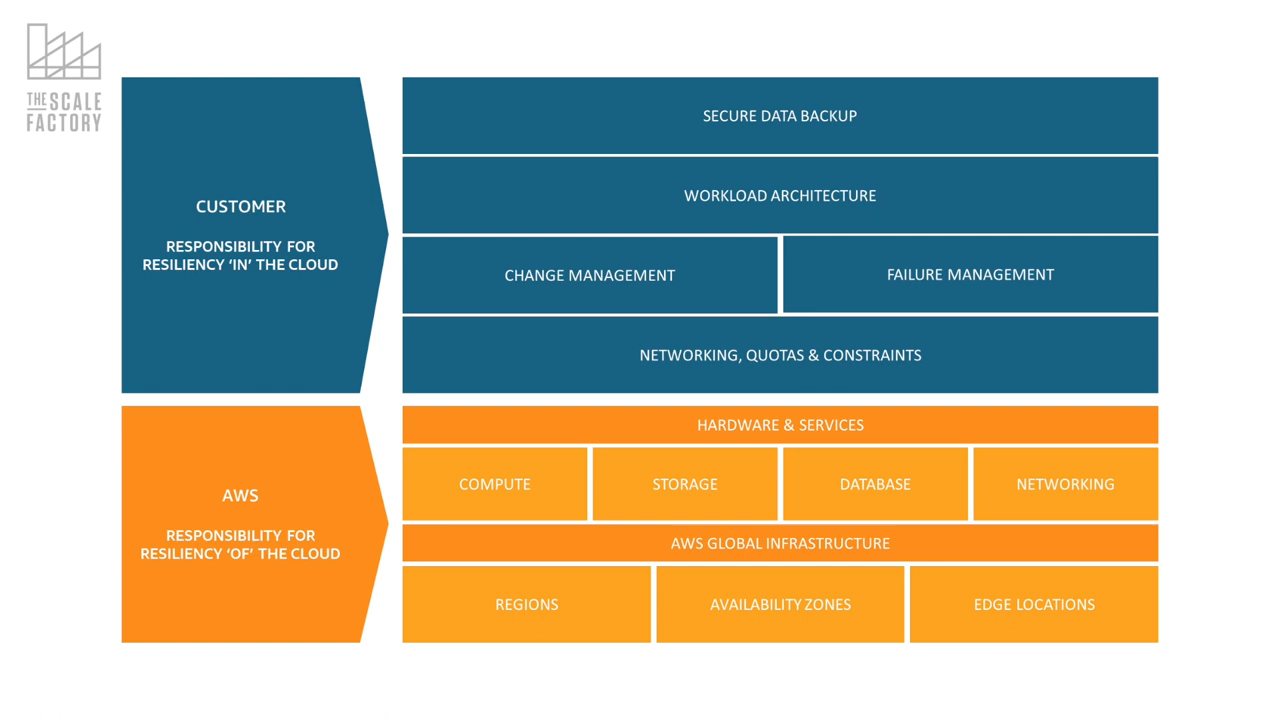 THE SCALE
FACTORY
CUSTOMER
RESPONSIBILITY FOR
RESILIENCY ‘IN’ THE CLOUD
SECURE DATA BACKUP
WORKLOAD ARCHITECTURE
CHANGE MANAGEMENT
FAILURE MANAGEMENT
NETWORKING, QUOTAS & CONSTRAINTS
AWS
RESPONSIBILITY FOR
RESILIENCY ‘OF’ THE CLOUD
HARDWARE & SERVICES
COMPUTE
STORAGE
DATABASE
NETWORKING
AWS GLOBAL INFRASTRUCTURE
REGIONS
AVAILABILITY ZONES
EDGE LOCATIONS